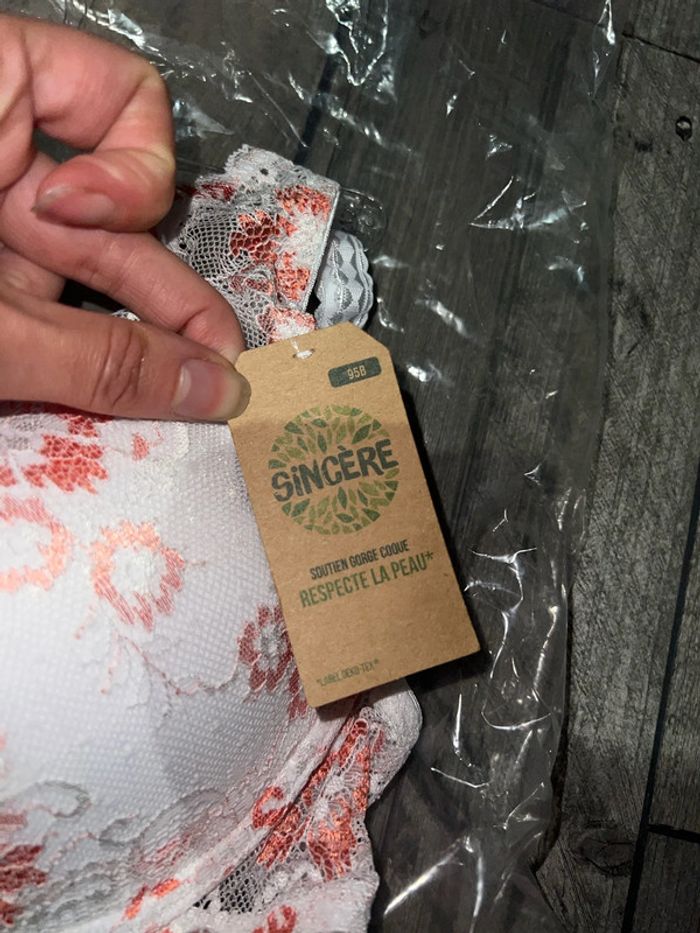 95B
SiNCÈRE
SOUTIEN GORGE COQUE
RESPECTE LA PEAU*
*LABEL OEKO-TEX®